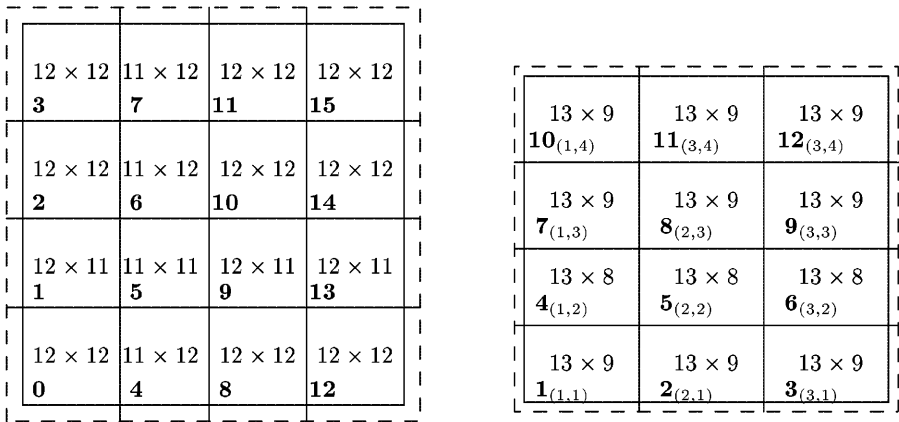 12 × 12 11 × 12 12 × 12 12 × 12
3 7 11 15
12 × 12 11 × 12 12 × 12 12 × 12
2 6 10 14
12 × 11 11 × 11 12 × 11 12 × 11
1 5 9 13
12 × 12 11 × 12 12 × 12 12 × 12
0 4 8 12
13 × 9 13 × 9 13 × 9
10(1,4) 11(3,4) 12(3,4)
13 × 9 13 × 9 13 × 9
7(1,3) 8(2,3) 9(3,3)
13 × 8 13 × 8 13 × 8
4(1,2) 5(2,2) 6(3,2)
13 × 9 13 × 9 13 × 9
1(1,1) 2(2,1) 3(3,1)